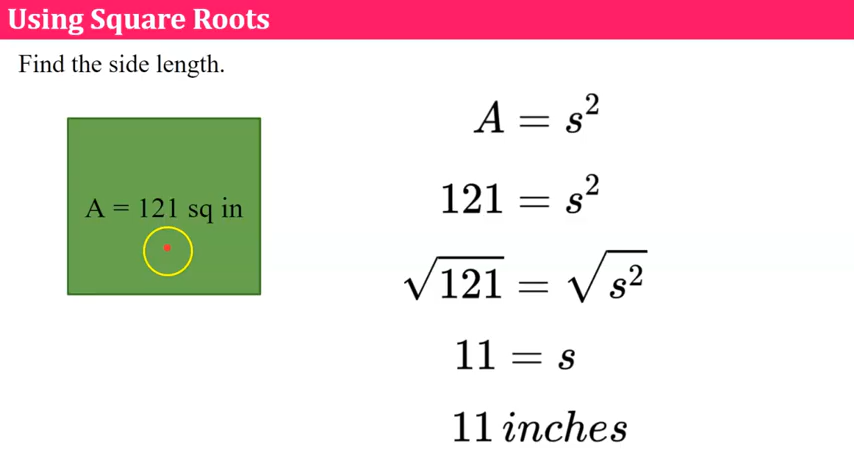 Using Square Roots
Find the side length.
A = 121 sq in
A = s²
121 = s²
√121 = √s²
11 = s
11 inches